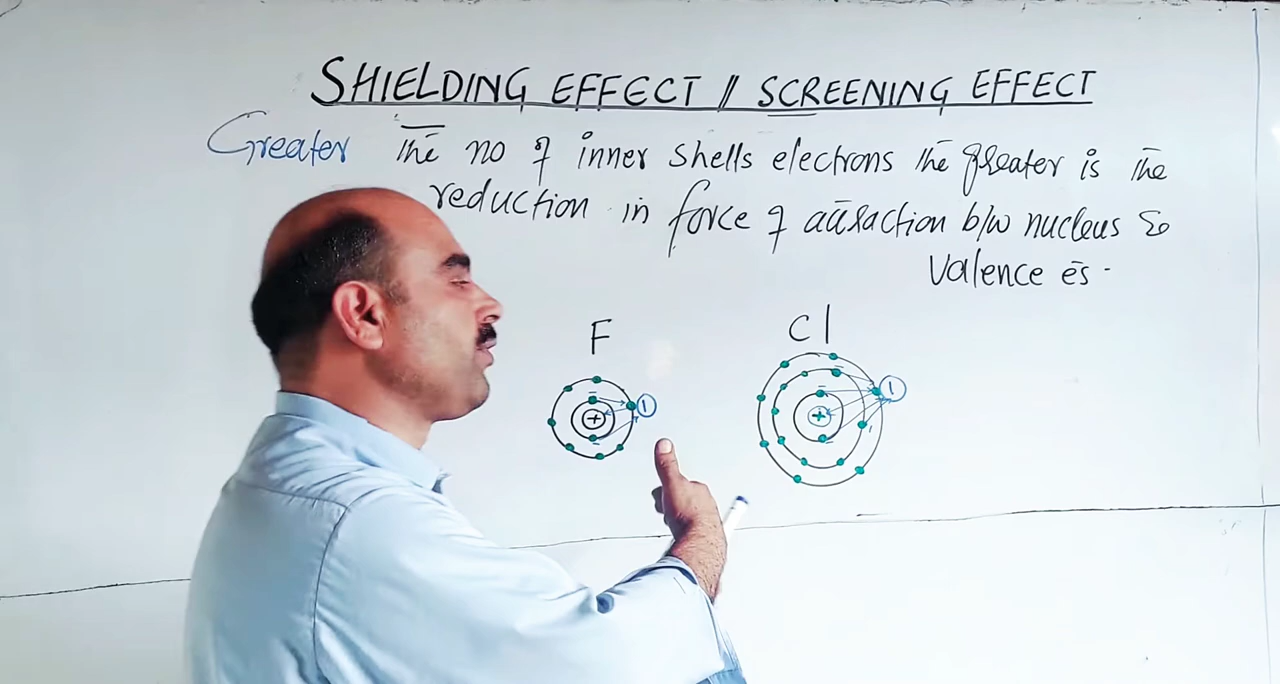 SHIELDING EFFECT // SCREENING EFFECT
Greater the no of inner shells electrons the greater is the
reduction in force of attraction b/w nucleus &
valence ēs.
F
Cl
+
1
+
1